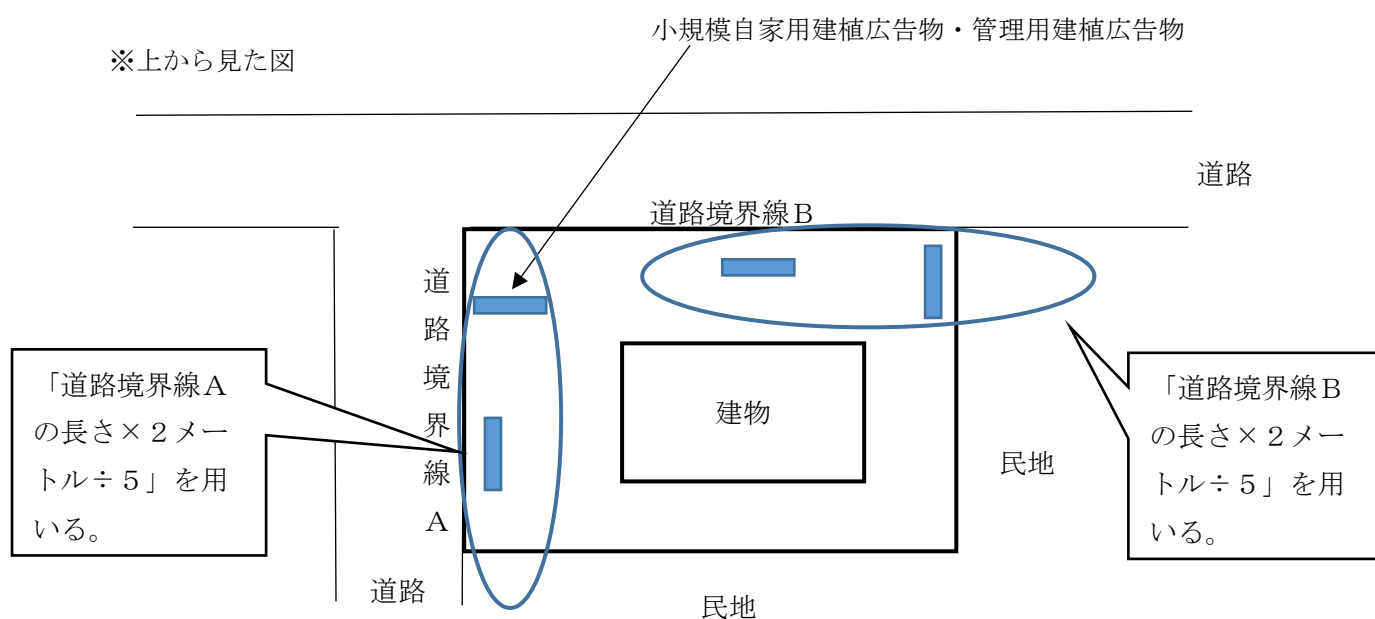 小規模自家用建植広告物・管理用建植広告物
※上から見た図
道路
道路境界線B
道路境界線A
「道路境界線A
の長さ×２メー
トル÷５」を用
いる。
建物
民地
「道路境界線B
の長さ×２メー
トル÷５」を用
いる。
道路
民地